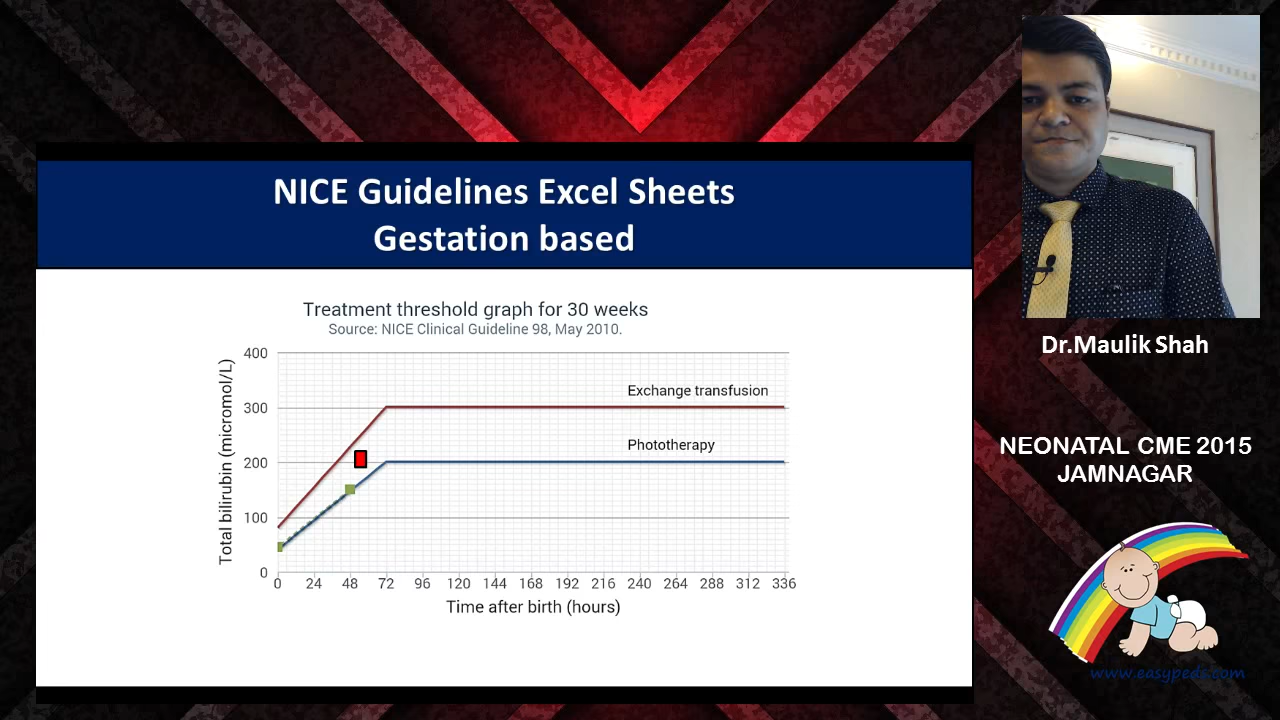 NICE Guidelines Excel Sheets
Gestation based
Treatment threshold graph for 30 weeks
Source: NICE Clinical Guideline 98, May 2010.
Total bilirubin (micromol/L)
400
300
200
100
0
Exchange transfusion
Phototherapy
0 24 48 72 96 120 144 168 192 216 240 264 288 312 336
Time after birth (hours)
Dr.Maulik Shah
NEONATAL CME 2015
JAMNAGAR
www.easypeds.com